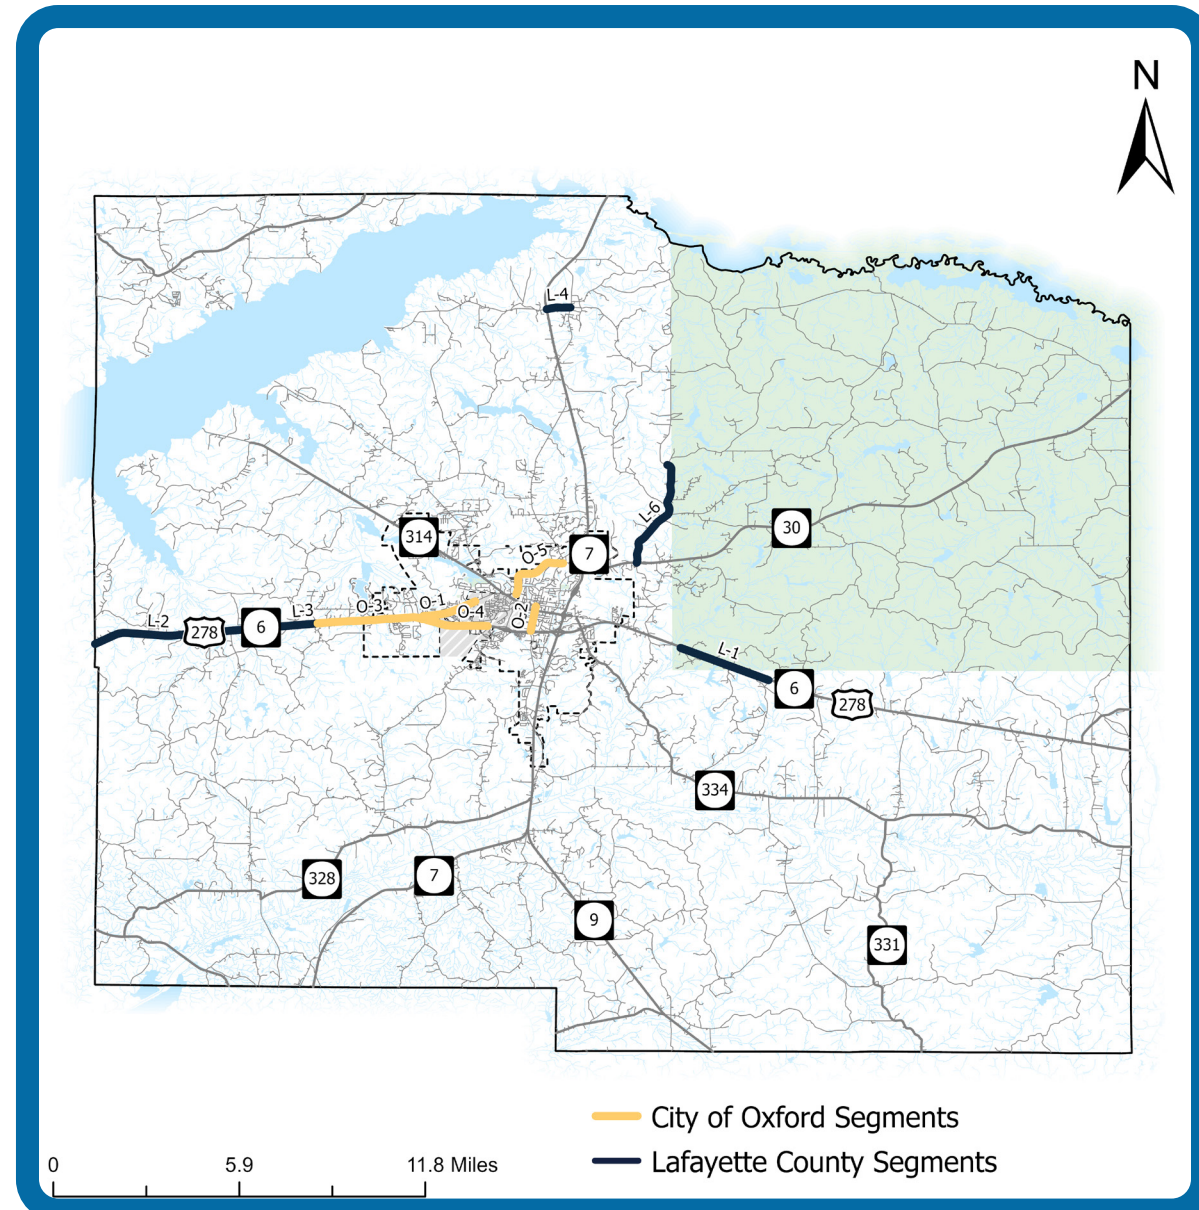 N
L-4
L-6
30
314
7
O-5
O-1
O-3
O-4
O-2
L-3
L-2
278
6
L-1
6
278
334
328
7
9
331
City of Oxford Segments
Lafayette County Segments
0
5.9
11.8 Miles